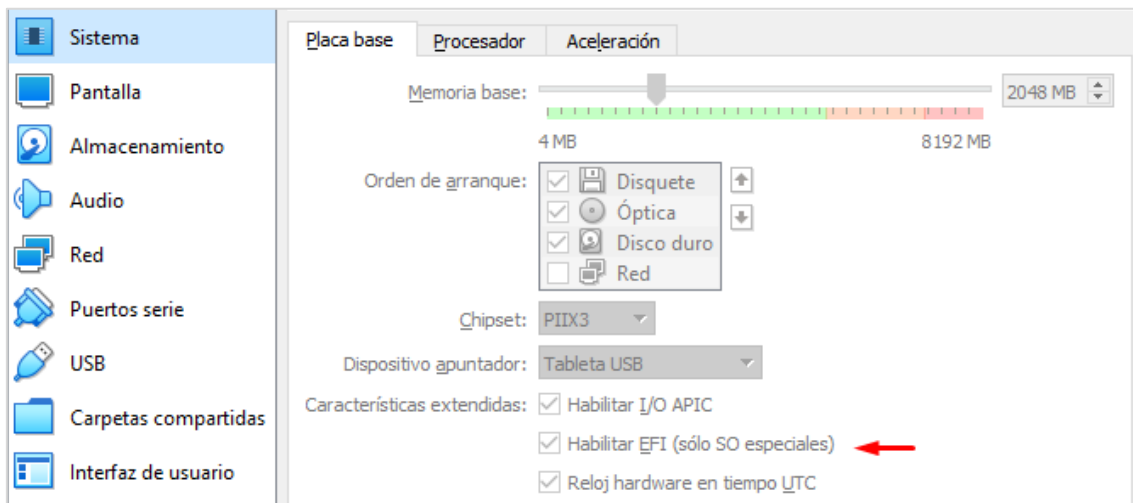 Sistema
Pantalla
Almacenamiento
Audio
Red
Puertos serie
USB
Carpetas compartidas
Interfaz de usuario
Placa base Procesador Aceleración
Memoria base: 2048 MB
4 MB 8192 MB
Orden de arranque: Disquete
Óptica
Disco duro
Red
Chipset: PIIX3
Dispositivo apuntador: Tableta USB
Características extendidas: Habilitar I/O APIC
Habilitar EFI (sólo SO especiales)
Reloj hardware en tiempo UTC